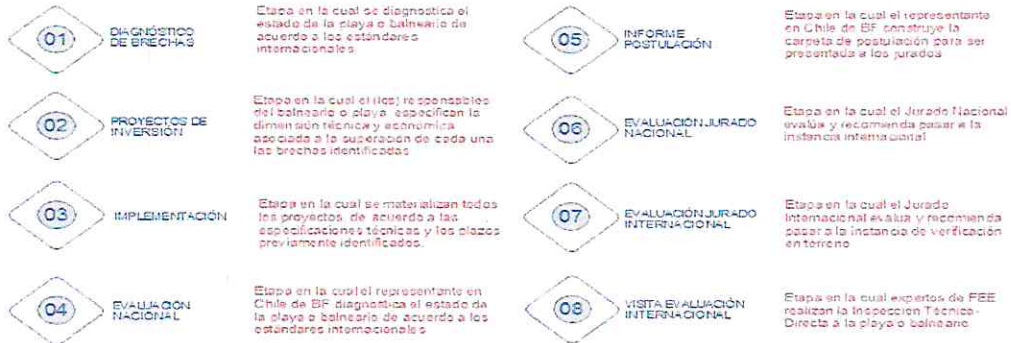 01
DIAGNÓSTICO
DE BRECHAS
Etapa en la cual se diagnostica el
estado de la playa o balneario de
acuerdo a los estándares
internacionales
02
PROYECTOS DE
INVERSIÓN
Etapa en la cual el (los) responsables
del balneario o playa especifican la
dimensión técnica y económica
asociada a la superación de cada una
las brechas identificadas
03
IMPLEMENTACIÓN
Etapa en la cual se materializan todos
los proyectos de acuerdo a las
especificaciones técnicas y los plazos
previamente identificados.
04
EVALUACIÓN
NACIONAL
Etapa en la cual el representante en
Chile de BF diagnostica el estado de
la playa o balneario de acuerdo a los
estándares internacionales
05
INFORME
POSTULACIÓN
Etapa en la cual el representante
en Chile de BF construye la
carpeta de postulación para ser
presentada a los jurados
06
EVALUACIÓN JURADO
NACIONAL
Etapa en la cual el Jurado Nacional
evalúa y recomienda pasar a la
instancia internacional
07
EVALUACIÓN JURADO
INTERNACIONAL
Etapa en la cual el Jurado
Internacional evalúa y recomienda
pasar a la instancia de verificación
en terreno
08
VISITA EVALUACIÓN
INTERNACIONAL
Etapa en la cual expertos de FEE
realizan la Inspección Técnica-
Directa a la playa o balneario